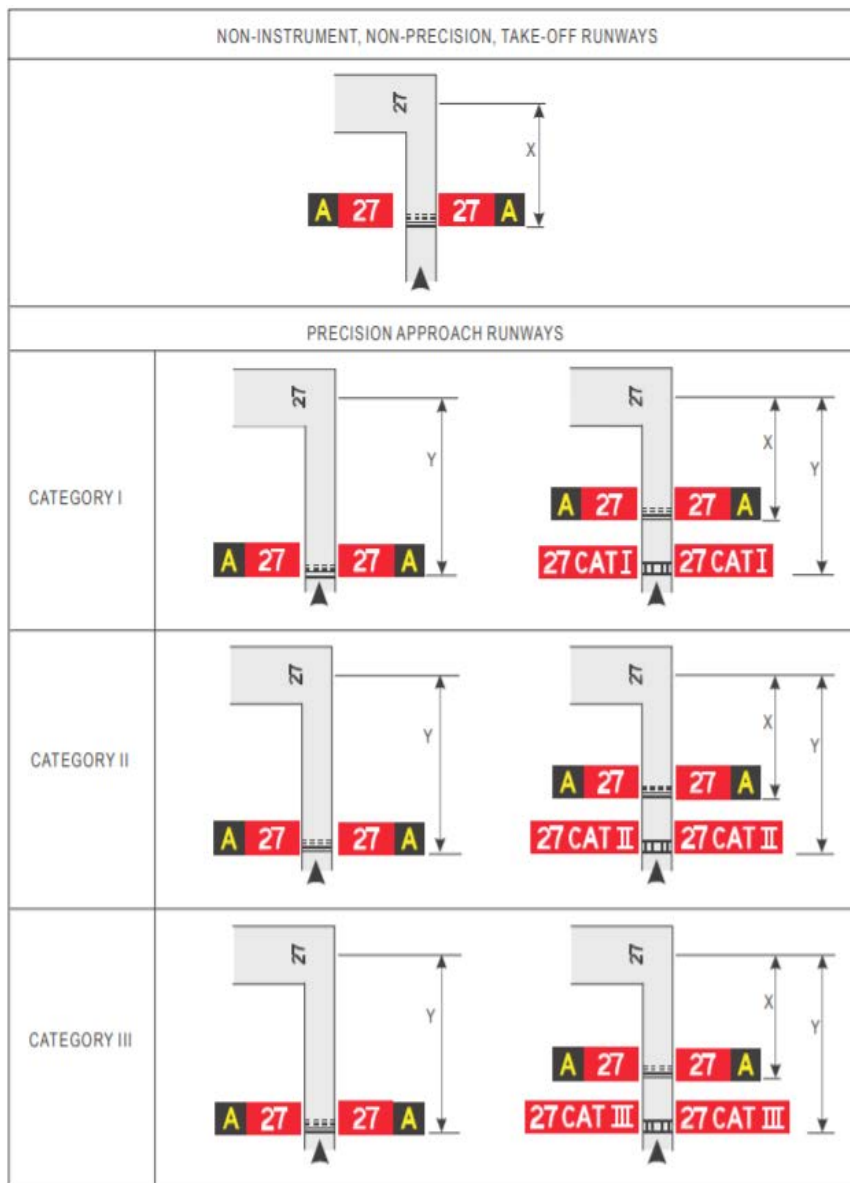 NON-INSTRUMENT, NON-PRECISION, TAKE-OFF RUNWAYS
27
X
A 27 27 A
PRECISION APPROACH RUNWAYS
CATEGORY I
27
Y
A 27 27 A
27
X
Y
A 27 27 A
27 CAT I 27 CAT I
CATEGORY II
27
Y
A 27 27 A
27
X
Y
A 27 27 A
27 CAT II 27 CAT II
CATEGORY III
27
Y
A 27 27 A
27
X
Y
A 27 27 A
27 CAT III 27 CAT III